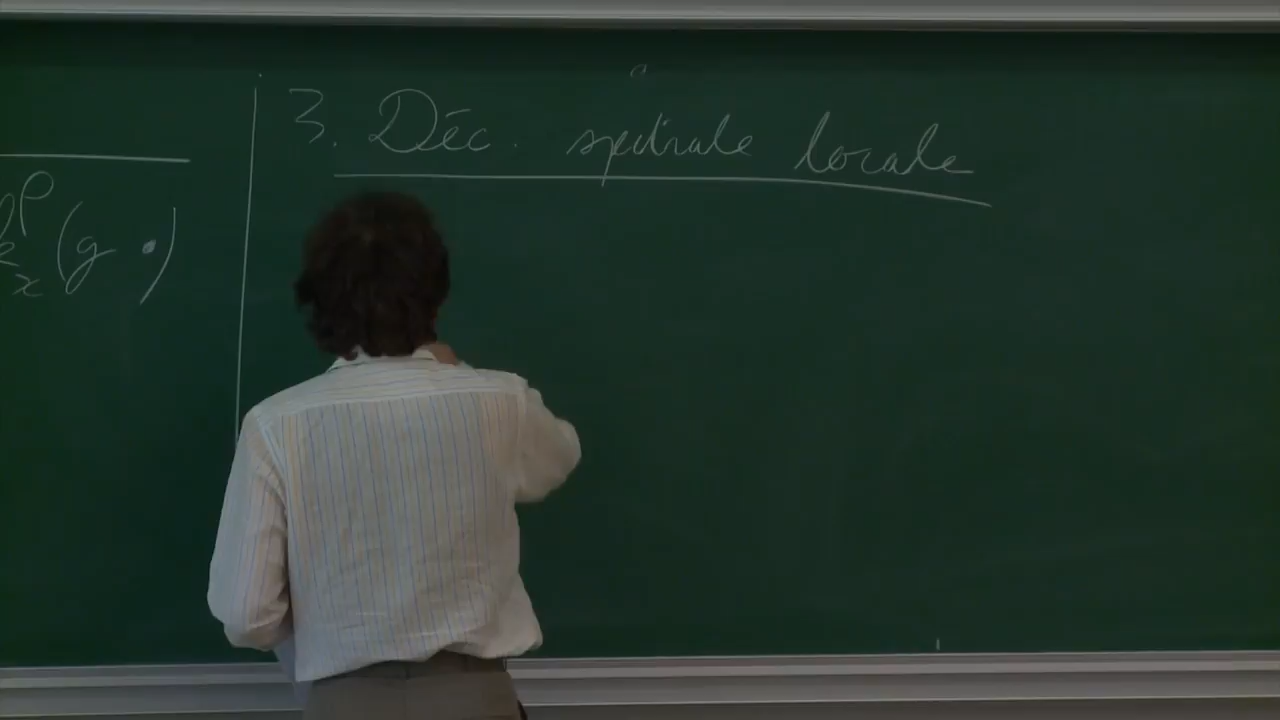 3. Déc. spectrale locale
(g •)